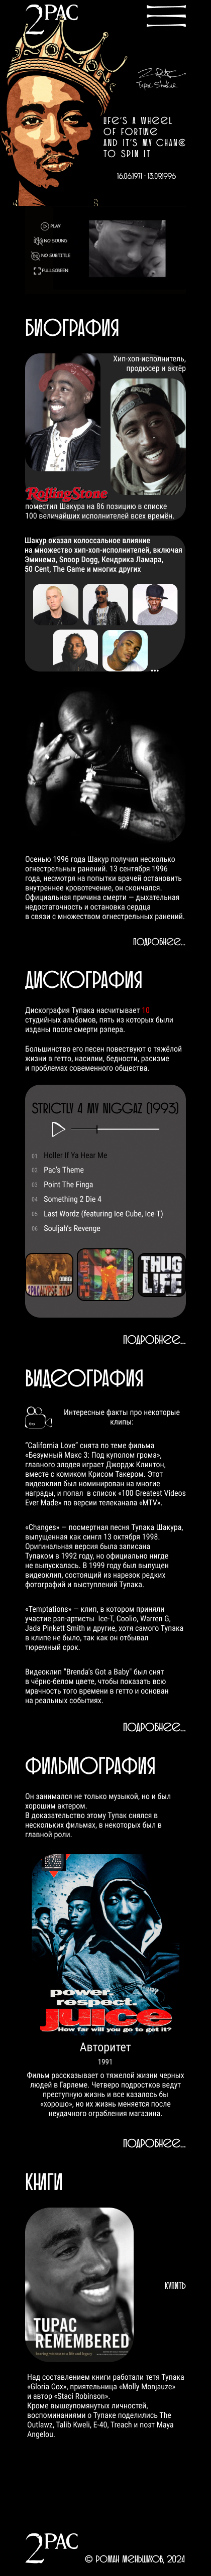 2PAC
2Pac
Tupac Shakur
LIFE'S A WHEEL
OF FORTUNE
AND IT'S MY CHANCE
TO SPIN IT
16.06.1971 - 13.091996
PLAY
NO SOUND
NO SUBTITLE
FULLSCREEN
БИОГРАФИЯ
Хип-хоп-исполнитель,
продюсер и актёр
RollingStone
поместил Шакура на 86 позицию в списке
100 величайших исполнителей всех времён.
Шакур оказал колоссальное влияние
на множество хип-хоп-исполнителей, включая
Эминема, Snoop Dogg, Кендрика Ламара,
50 Cent, The Game и многих других
...
Осенью 1996 года Шакур получил несколько
огнестрельных ранений. 13 сентября 1996
года, несмотря на попытки врачей остановить
внутреннее кровотечение, он скончался.
Официальная причина смерти — дыхательная
недостаточность и остановка сердца
в связи с множеством огнестрельных ранений.
ПОДРОБНЕЕ...
ДИСКОГРАФИЯ
Дискография Тупака насчитывает 10
студийных альбомов, пять из которых были
изданы после смерти рэпера.
Большинство его песен повествуют о тяжёлой
жизни в гетто, насилии, бедности, расизме
и проблемах современного общества.
STRICTLY 4 MY NIGGAZ (1993)
01 Holler If Ya Hear Me
02 Pac's Theme
03 Point The Finga
04 Something 2 Die 4
05 Last Wordz (featuring Ice Cube, Ice-T)
06 Souljah's Revenge
THUG
LIFE
ПОДРОБНЕЕ...
ВИДЕОГРАФИЯ
Интересные факты про некоторые
клипы:
"California Love" снята по теме фильма
«Безумный Макс 3: Под куполом грома»,
главного злодея играет Джордж Клинтон,
вместе с комиком Крисом Такером. Этот
видеоклип был номинирован на многие
награды, и попал в список «100 Greatest Videos
Ever Made» по версии телеканала «MTV».
«Changes» — посмертная песня Тупака Шакура,
выпущенная как сингл 13 октября 1998.
Оригинальная версия была записана
Тупаком в 1992 году, но официально нигде
не выпускалась. В 1999 году был выпущен
видеоклип, состоящий из нарезок редких
фотографий и выступлений Тупака.
«Temptations» — клип, в котором приняли
участие рэп-артисты Ice-T, Coolio, Warren G,
Jada Pinkett Smith и другие, хотя самого Тупака
в клипе не было, так как он отбывал
тюремный срок.
Видеоклип "Brenda's Got a Baby" был снят
в чёрно-белом цвете, чтобы показать всю
мрачность того времени в гетто и основан
на реальных событиях.
ПОДРОБНЕЕ...
ФИЛЬМОГРАФИЯ
Он занимался не только музыкой, но и был
хорошим актером.
В доказательство этому Тупак снялся в
нескольких фильмах, в некоторых был в
главной роли.
power
respect
juice
How far will you go to get it?
Авторитет
1991
Фильм рассказывает о тяжелой жизни черных
людей в Гарлеме. Четверо подростков ведут
преступную жизнь и все казалось бы
«хорошо», но их жизнь меняется после
неудачного ограбления магазина.
ПОДРОБНЕЕ...
КНИГИ
TUPAC
REMEMBERED
bearing witness to a life and legacy
КУПИТЬ
Над составлением книги работали тетя Тупака
«Gloria Cox», приятельница «Molly Monjauze»
и автор «Staci Robinson».
Кроме вышеупомянутых личностей,
воспоминаниями о Тупаке поделились The
Outlawz, Talib Kweli, E-40, Treach и поэт Maya
Angelou.
2PAC
© РОМАН МЕНЬШИКОВ, 2024